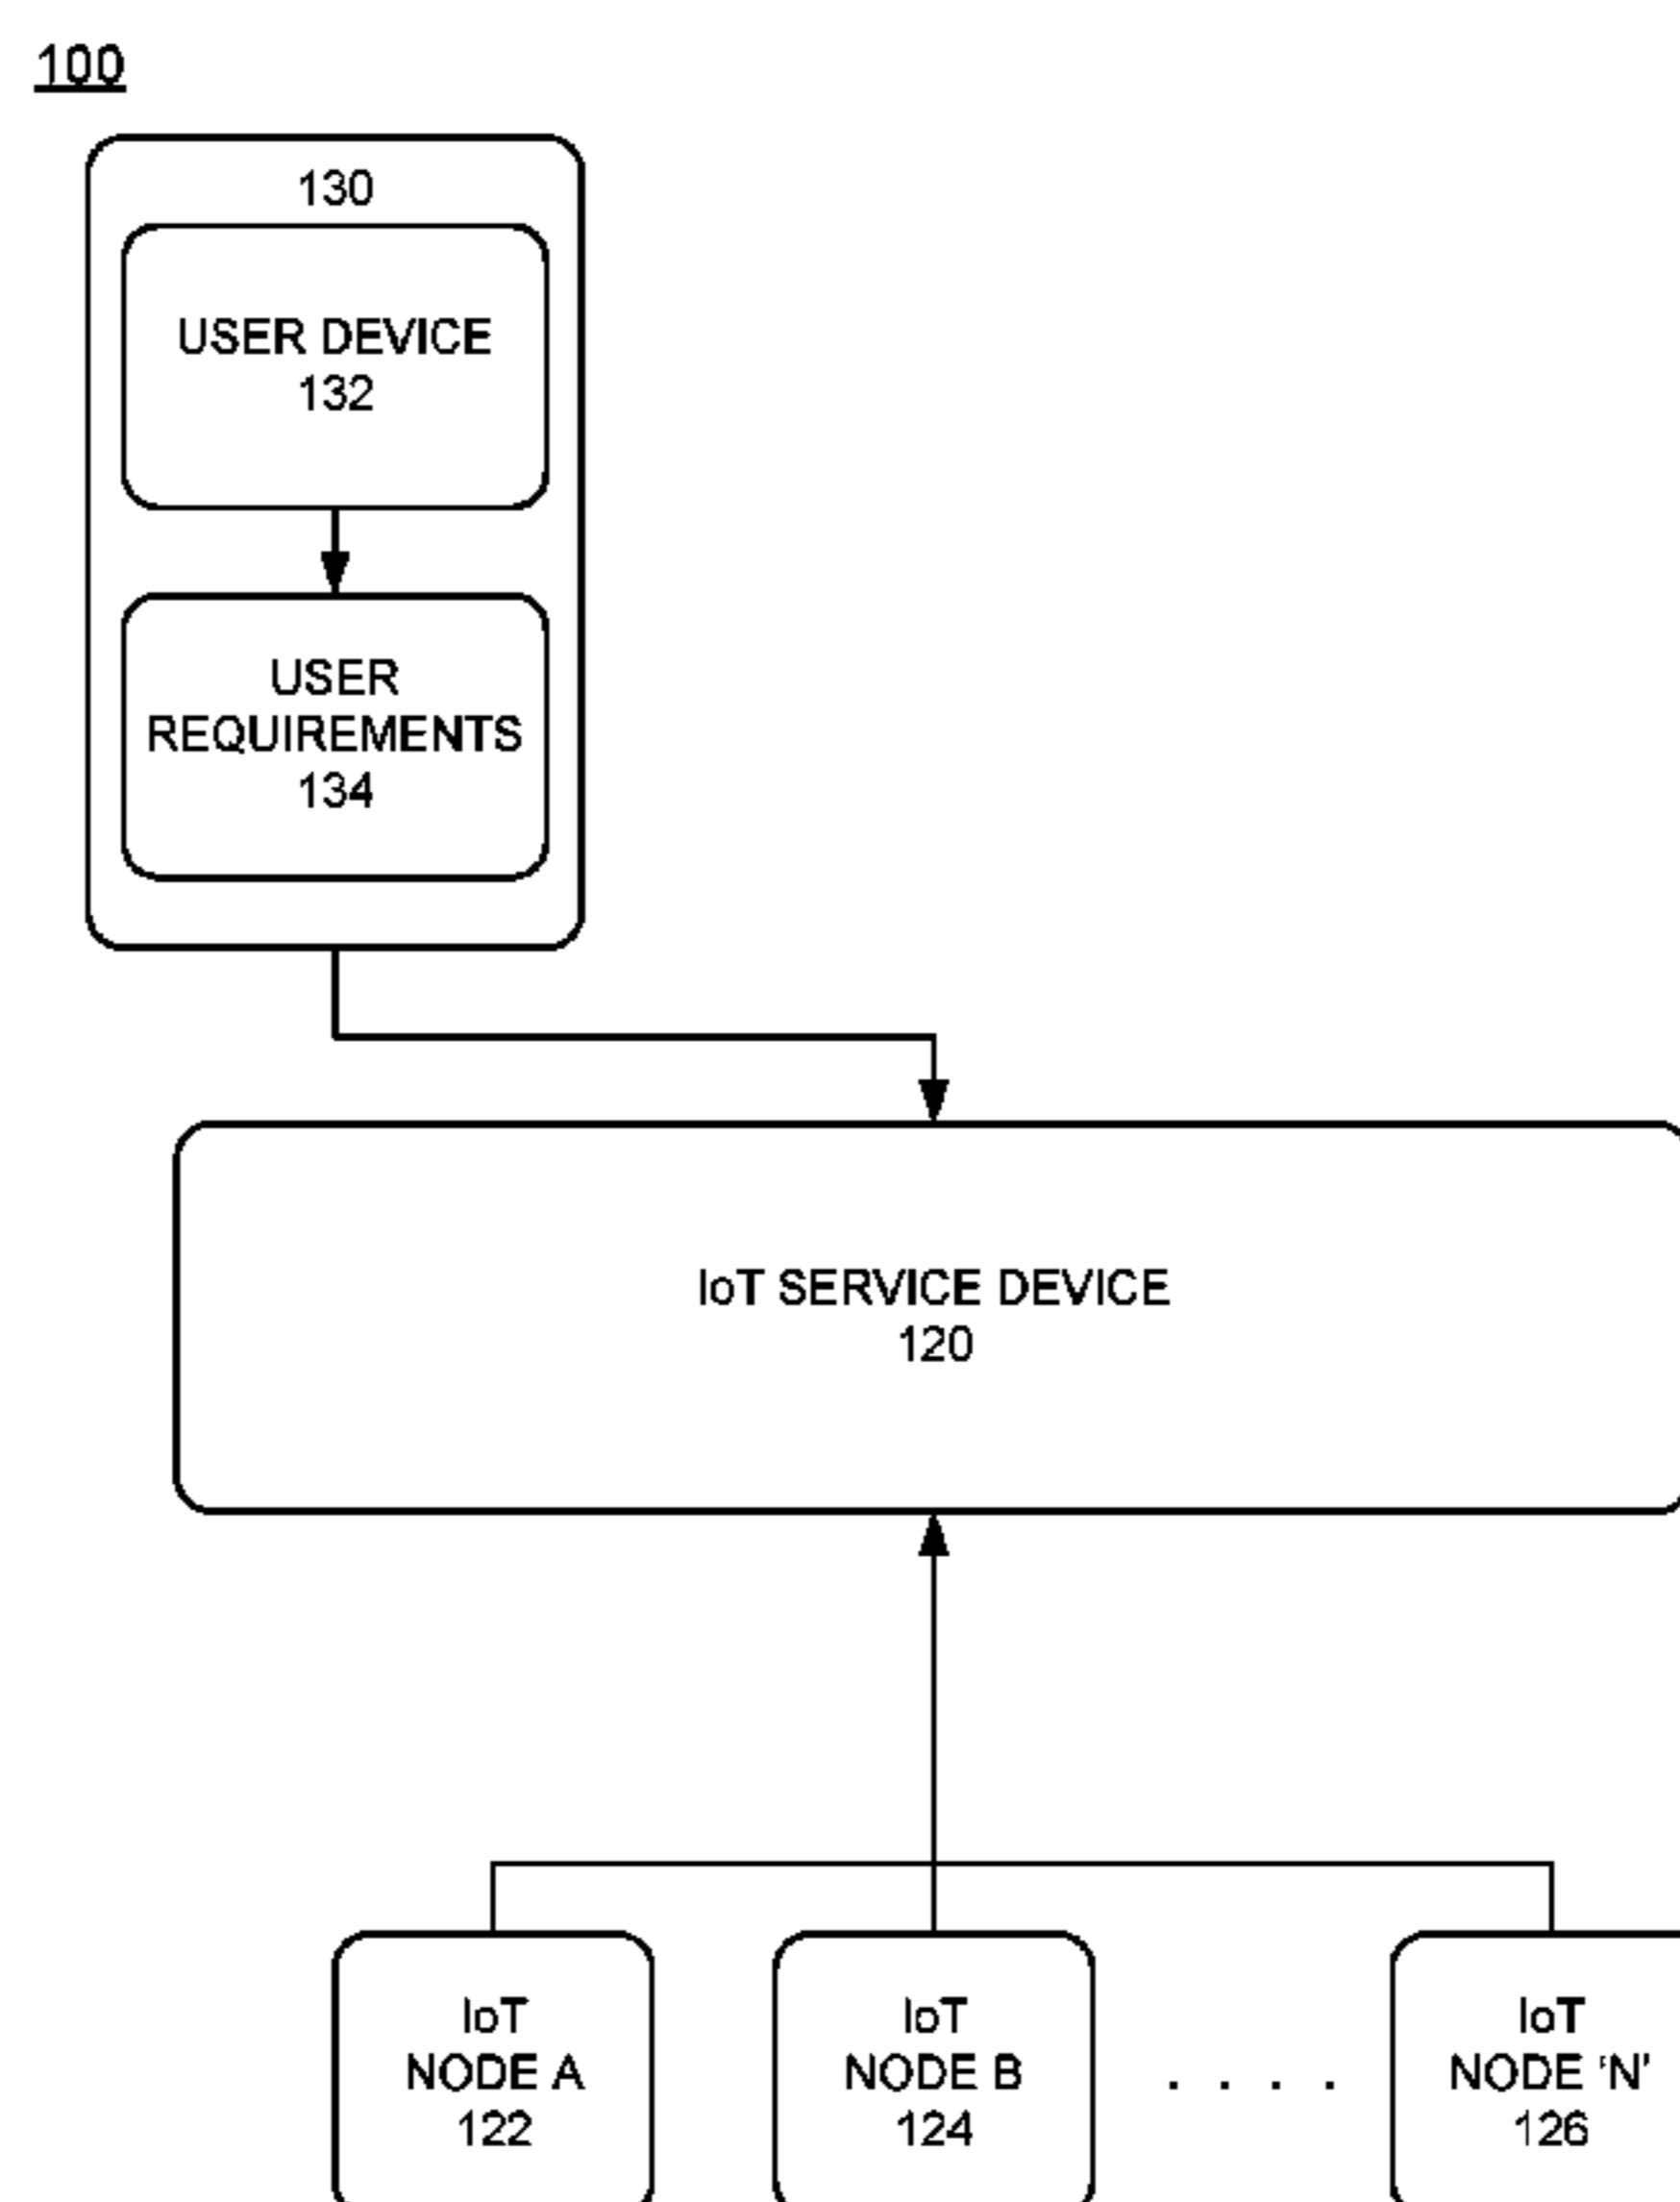 100
130
USER DEVICE
132
USER
REQUIREMENTS
134
IoT SERVICE DEVICE
120
IoT
NODE A
122
IoT
NODE B
124
. . . .
IoT
NODE 'N'
126